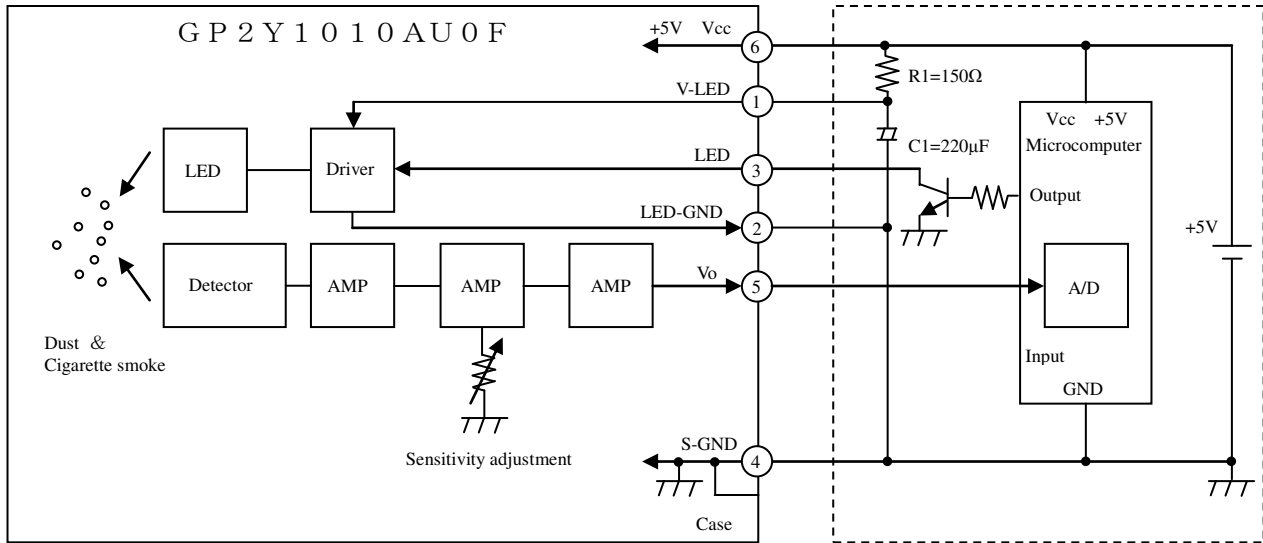 GP2Y1010AU0F
+5V Vcc
6
V-LED
1
R1=150Ω
C1=220μF
Vcc +5V
Microcomputer
LED
Driver
LED
3
Output
LED-GND
2
+5V
Detector
AMP
AMP
AMP
Vo
5
A/D
Dust &
Cigarette smoke
Input
GND
Sensitivity adjustment
S-GND
4
Case